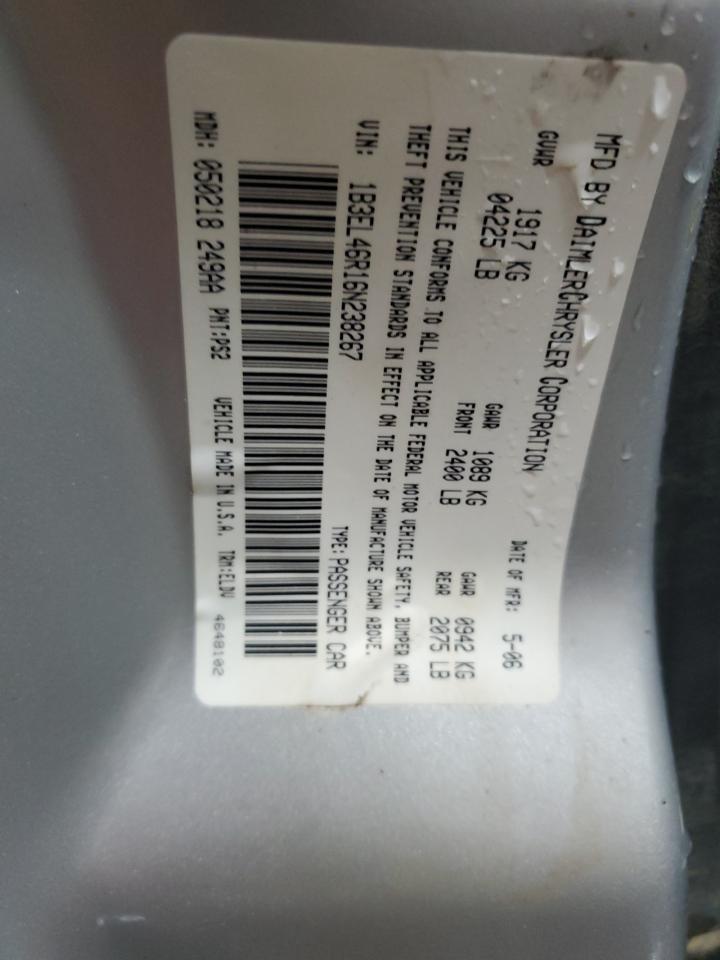 MFD BY DAIMLERCHRYSLER CORPORATION DATE OF MFR: 5-06
GVWR 1917 KG GAWR 1089 KG GAWR 0942 KG
04225 LB FRONT 2400 LB REAR 2075 LB
THIS VEHICLE CONFORMS TO ALL APPLICABLE FEDERAL MOTOR VEHICLE SAFETY, BUMPER AND
THEFT PREVENTION STANDARDS IN EFFECT ON THE DATE OF MANUFACTURE SHOWN ABOVE.
VIN: 1B3EL46R16N238267 TYPE: PASSENGER CAR
MDH: 050218 249AA PNT:PS2 VEHICLE MADE IN U.S.A. TRM:ELDV 4648102